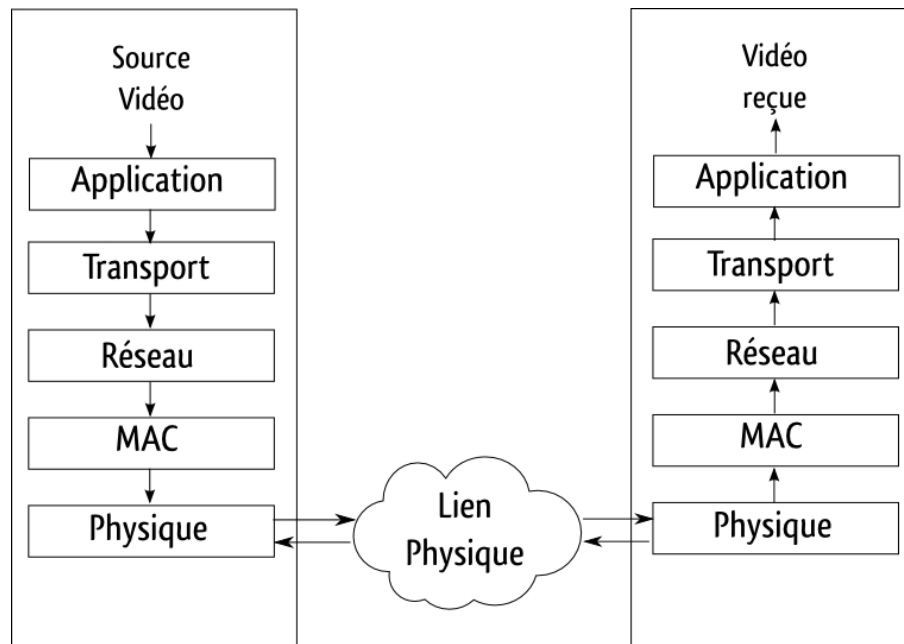 Source
Vidéo
Application
Transport
Réseau
MAC
Physique
Lien
Physique
Vidéo
reçue
Application
Transport
Réseau
MAC
Physique